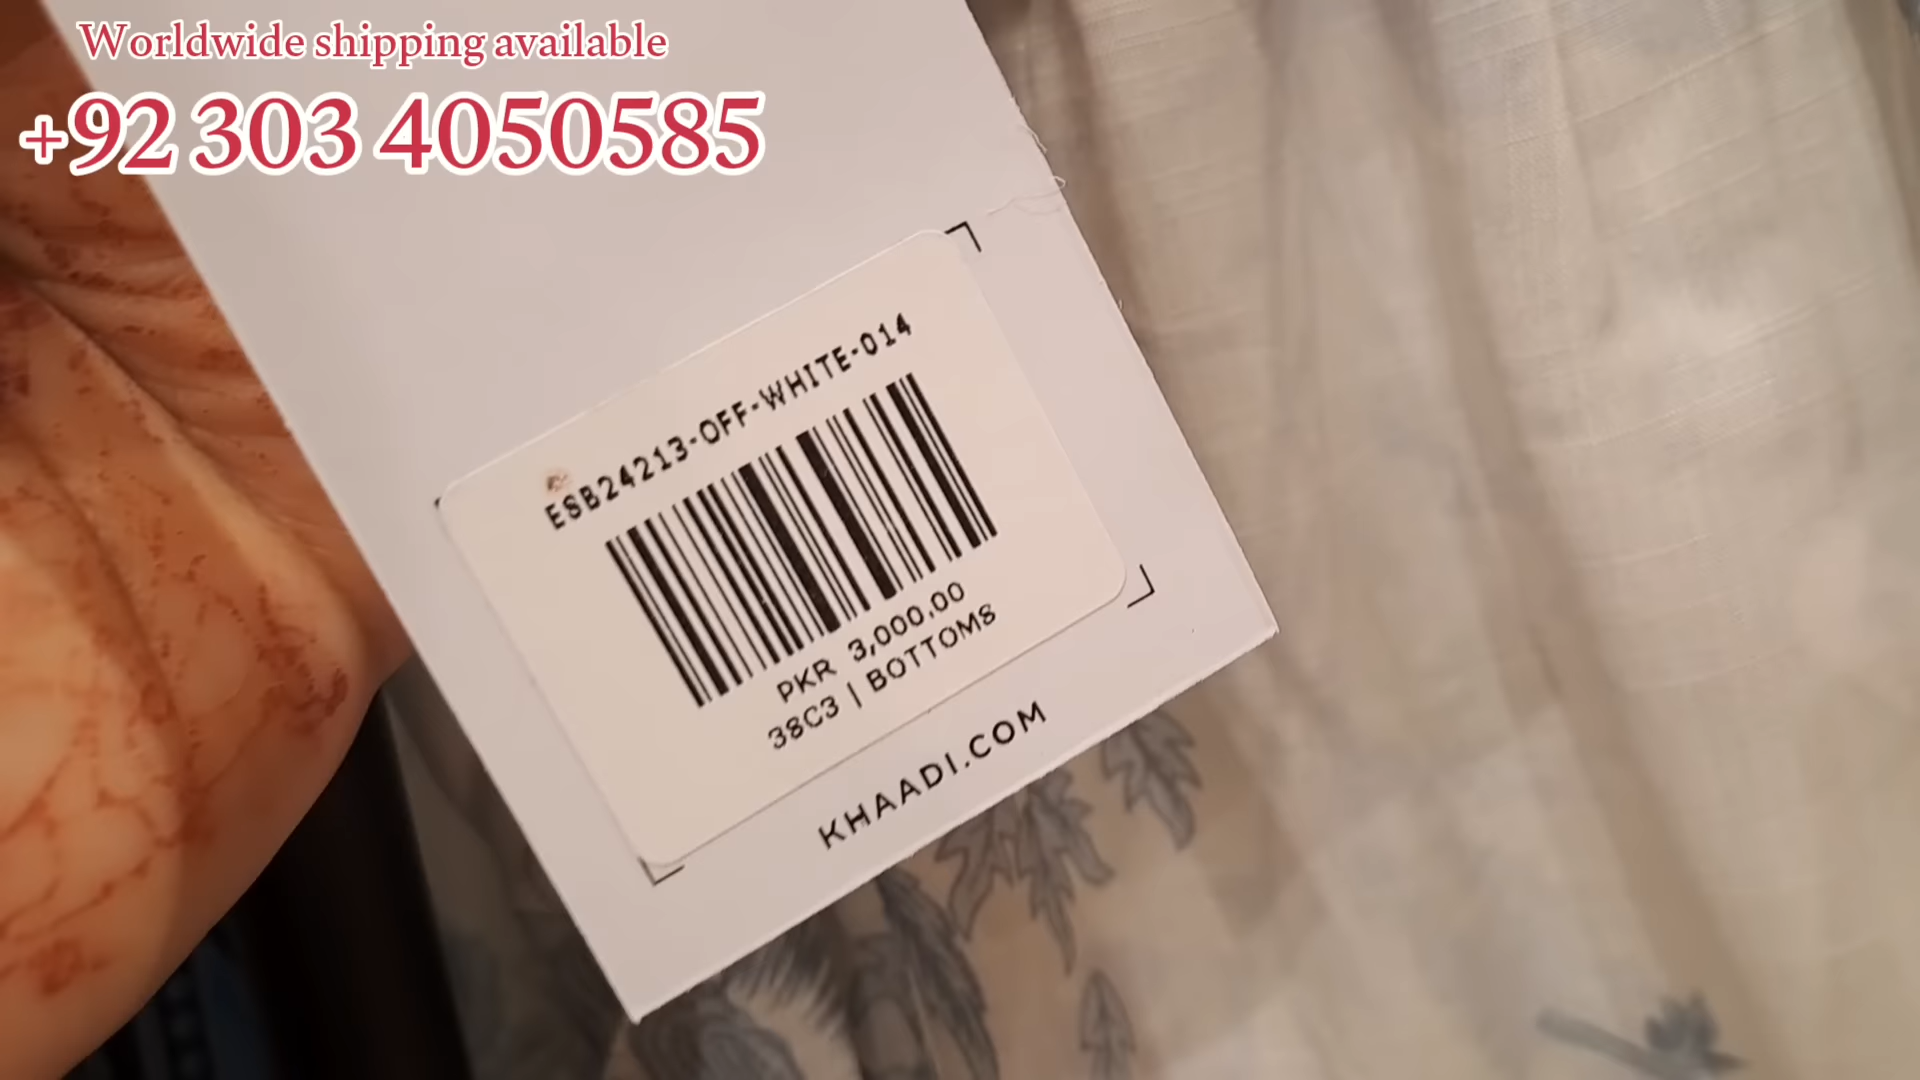 Worldwide shipping available
+92 303 4050585
ESB24213-OFF-WHITE-014
PKR 3,000.00
38C3 | BOTTOMS
KHAADI.COM